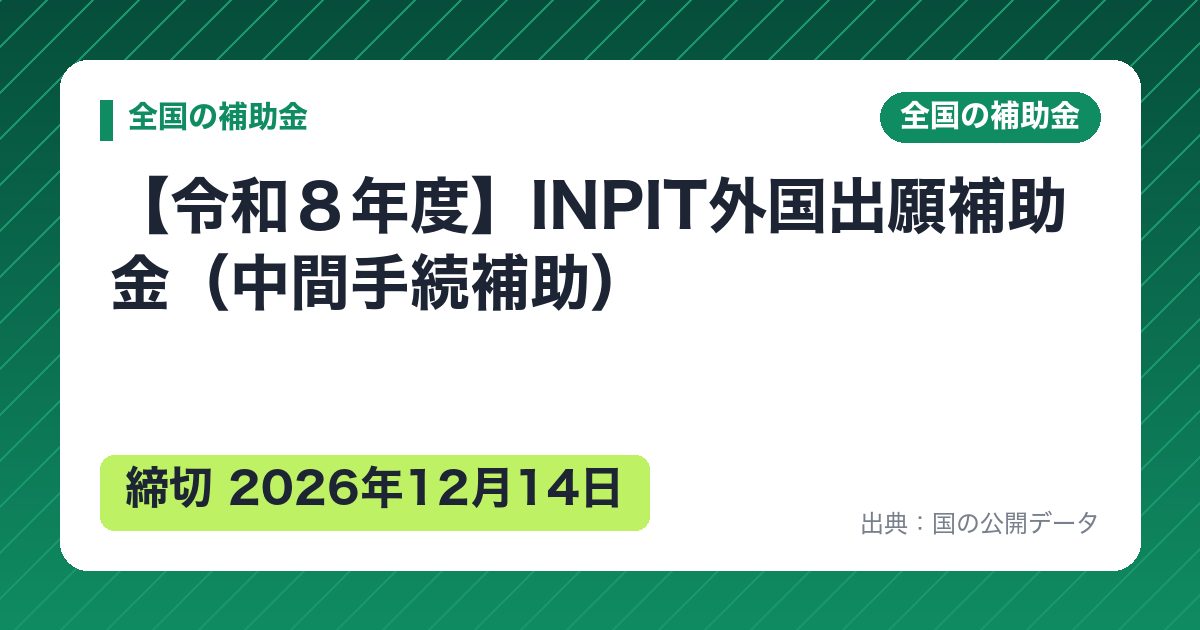 全国の補助金
全国の補助金
【令和８年度】INPIT外国出願補助
金（中間手続補助）
締切 2026年12月14日
出典：国の公開データ